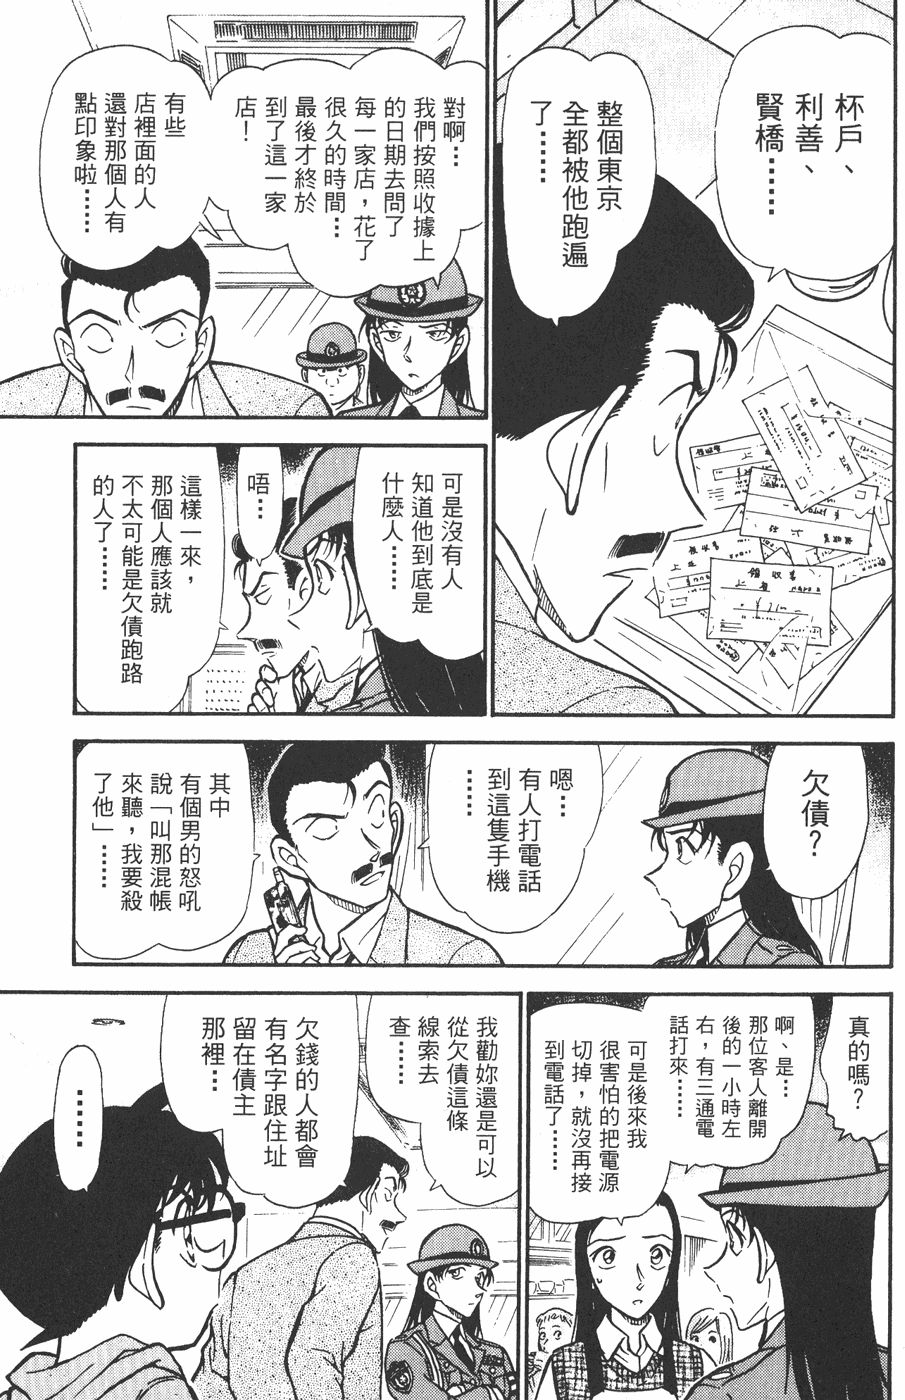 杯戶、
利善、
賢橋……
整個東京
全都被他跑遍
了……
對啊…
我們按照收據上
的日期去問了
每一家店，花了
很久的時間…
最後才終於
到了這一家
店！
有些
店裡面的人
還對那個人有
點印象啦……
可是沒有人
知道他到底是
什麼人……
唔…
這樣一來，
那個人應該就
不太可能是欠債跑路
的人了……
欠債？
嗯…
有人打電話
到這隻手機
……
其中
有個男的怒吼
說「叫那混帳
來聽，我要殺
了他」……
真的嗎？
啊、是…
那位客人離開
後的一小時左
右，有三通電
話打來……
可是後來我
很害怕的把電源
切掉，就沒再接
到電話了……
我勸妳還是可以
從欠債這條
線索去
查……
欠錢的人都會
有名字跟住址
留在債主
那裡…
……